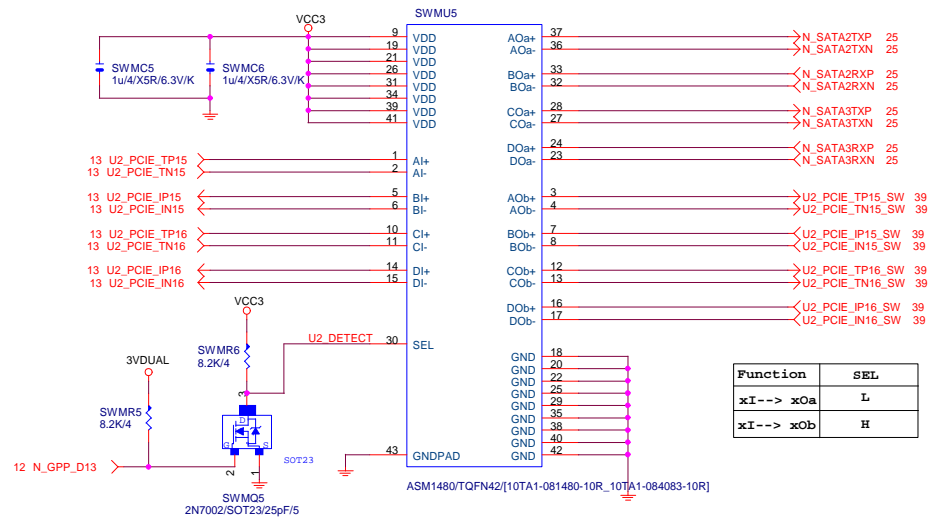 SWMU5
VCC3
SWMC5
1u/4/X5R/6.3V/K
SWMC6
1u/4/X5R/6.3V/K
9 VDD
19 VDD
21 VDD
26 VDD
31 VDD
34 VDD
39 VDD
41 VDD
13 U2_PCIE_TP15 1 AI+
13 U2_PCIE_TN15 2 AI-
13 U2_PCIE_IP15 5 BI+
13 U2_PCIE_IN15 6 BI-
13 U2_PCIE_TP16 10 CI+
13 U2_PCIE_TN16 11 CI-
13 U2_PCIE_IP16 14 DI+
13 U2_PCIE_IN16 15 DI-
U2_DETECT 30 SEL
43 GNDPAD
AOa+ 37 N_SATA2TXP 25
AOa- 36 N_SATA2TXN 25
BOa+ 33 N_SATA2RXP 25
BOa- 32 N_SATA2RXN 25
COa+ 28 N_SATA3TXP 25
COa- 27 N_SATA3TXN 25
DOa+ 24 N_SATA3RXP 25
DOa- 23 N_SATA3RXN 25
AOb+ 3 U2_PCIE_TP15_SW 39
AOb- 4 U2_PCIE_TN15_SW 39
BOb+ 7 U2_PCIE_IP15_SW 39
BOb- 8 U2_PCIE_IN15_SW 39
COb+ 12 U2_PCIE_TP16_SW 39
COb- 13 U2_PCIE_TN16_SW 39
DOb+ 16 U2_PCIE_IP16_SW 39
DOb- 17 U2_PCIE_IN16_SW 39
GND 18
GND 20
GND 22
GND 25
GND 29
GND 35
GND 38
GND 40
GND 42
ASM1480/TQFN42/[10TA1-081480-10R_10TA1-084083-10R]
VCC3
SWMR6
8.2K/4
3VDUAL
SWMR5
8.2K/4
3
D
G S
SOT23
2 1
12 N_GPP_D13
SWMQ5
2N7002/SOT23/25pF/5
Function SEL
xI--> xOa L
xI--> xOb H